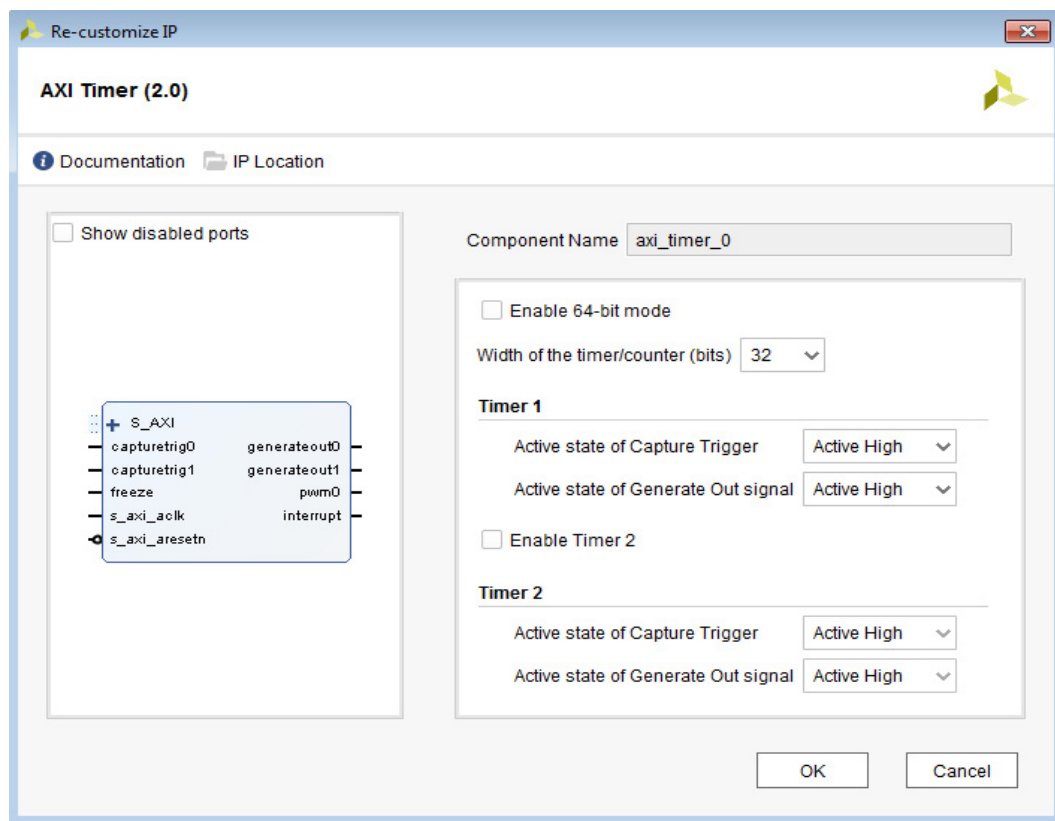 Re-customize IP
AXI Timer (2.0)
Documentation IP Location
Show disabled ports
S_AXI
capturetrig0 generateout0
capturetrig1 generateout1
freeze pwm0
s_axi_aclk interrupt
s_axi_aresetn
Component Name axi_timer_0
Enable 64-bit mode
Width of the timer/counter (bits) 32
Timer 1
Active state of Capture Trigger Active High
Active state of Generate Out signal Active High
Enable Timer 2
Timer 2
Active state of Capture Trigger Active High
Active state of Generate Out signal Active High
OK Cancel